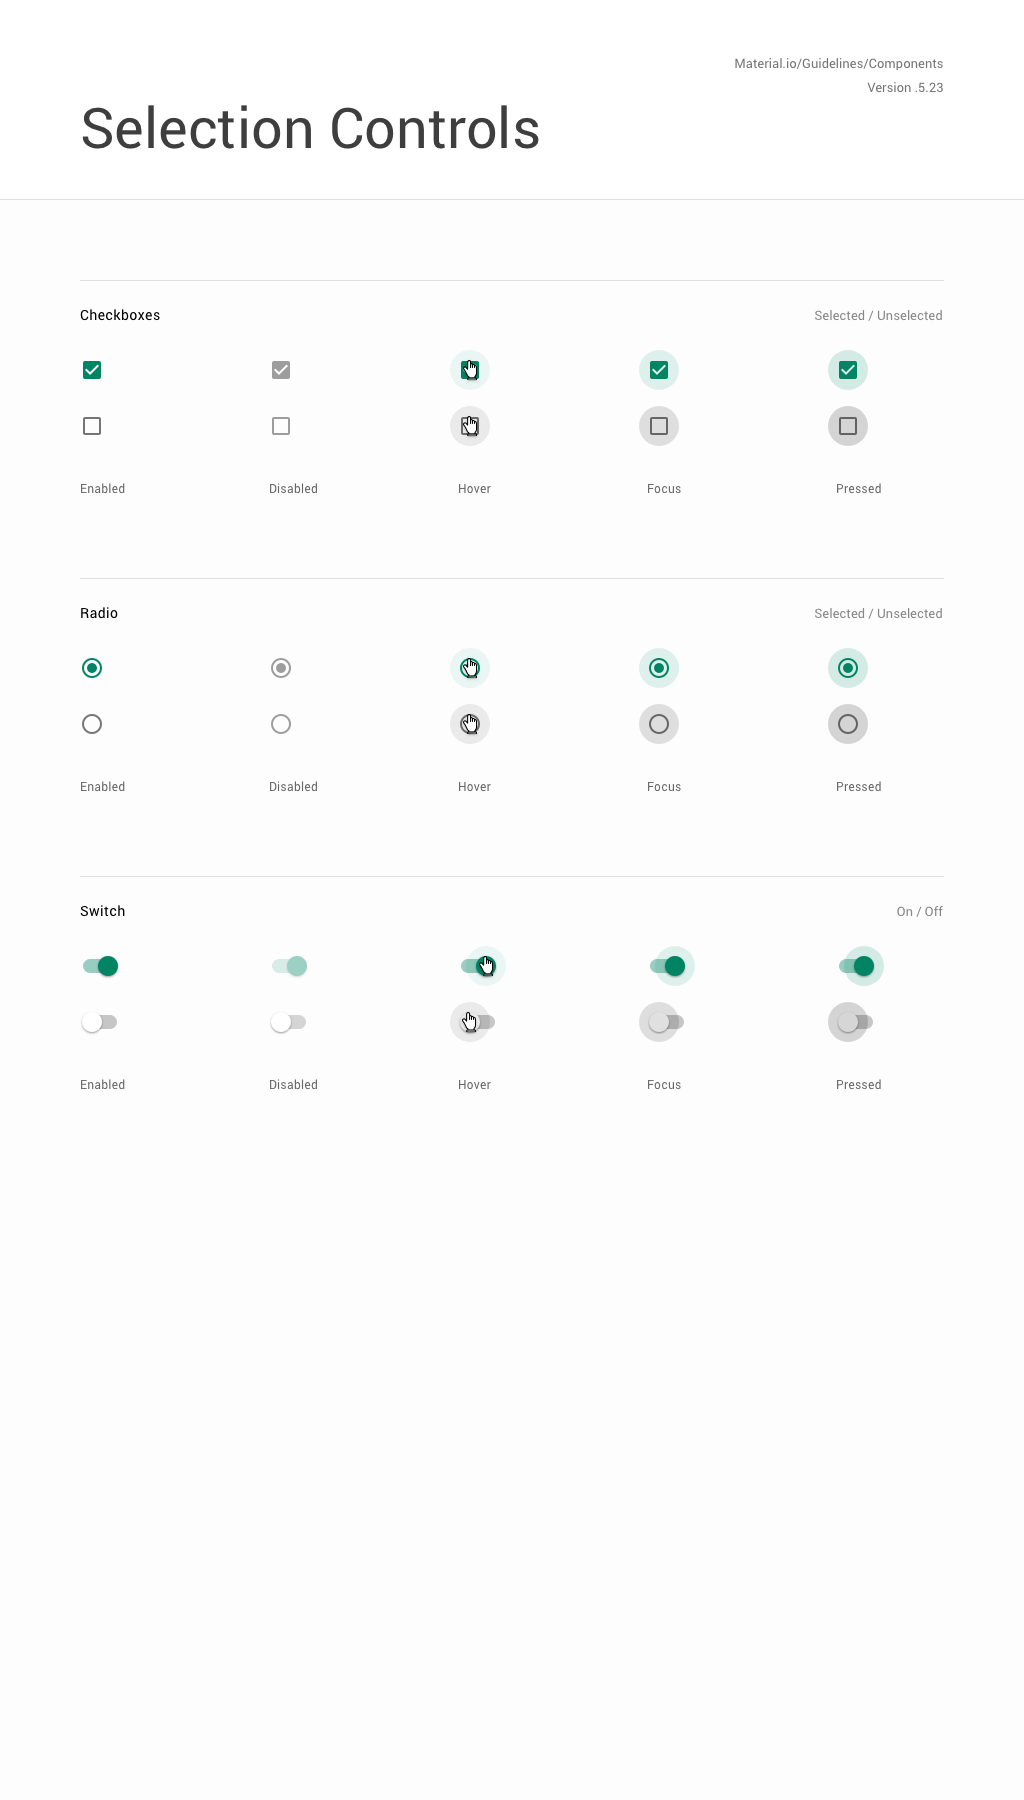 Material.io/Guidelines/Components
Version .5.23
Selection Controls
Checkboxes
Selected / Unselected
Enabled
Disabled
Hover
Focus
Pressed
Radio
Selected / Unselected
Enabled
Disabled
Hover
Focus
Pressed
Switch
On / Off
Enabled
Disabled
Hover
Focus
Pressed